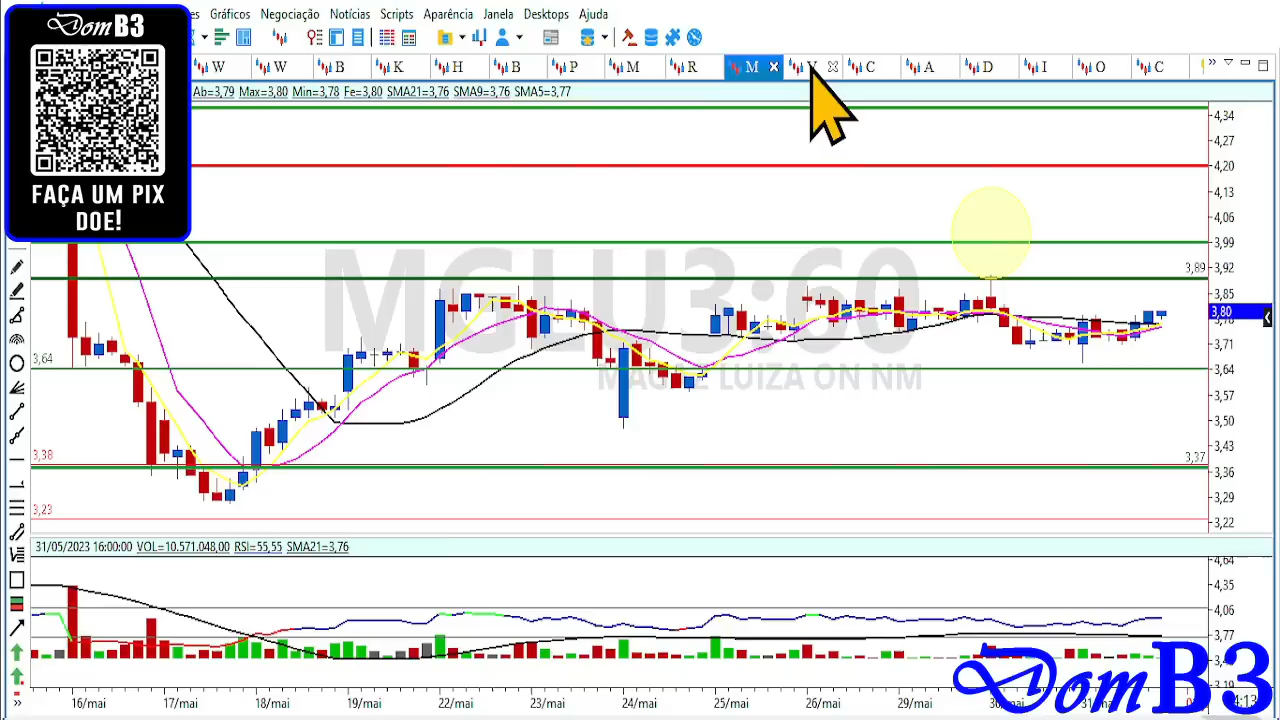 DomB3
FAÇA UM PIX
DOE!
Gráficos Negociação Notícias Scripts Aparência Janela Desktops Ajuda
W W B K H B P M R M C A D I O C
Ab=3,79 Max=3,80 Min=3,78 Fe=3,80 SMA21=3,76 SMA9=3,76 SMA5=3,77
MGLU3:60
MAGAZ LUIZA ON NM
4,34
4,27
4,20
4,13
4,06
3,99
3,92
3,89
3,85
3,80
3,78
3,71
3,64
3,64
3,57
3,50
3,43
3,38
3,37
3,36
3,29
3,23
3,22
31/05/2023 16:00:00 VOL=10.571.048,00 RSI=55,55 SMA21=3,76
4,64
4,35
4,06
3,77
16/mai 17/mai 18/mai 19/mai 22/mai 23/mai 24/mai 25/mai 26/mai 29/mai
DomB3